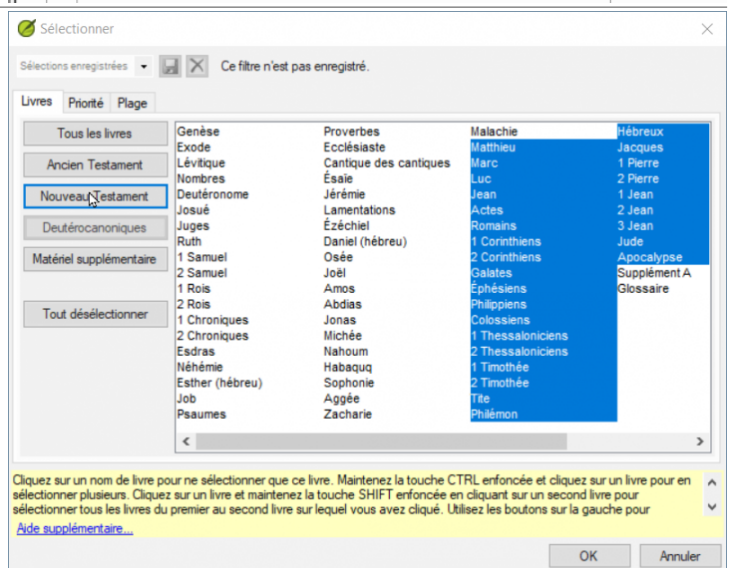 Sélectionner
Sélections enregistrées
Ce filtre n'est pas enregistré.
Livres
Priorité
Plage
Tous les livres
Ancien Testament
Nouveau Testament
Deutérocanoniques
Matériel supplémentaire
Tout désélectionner
Genèse
Exode
Lévitique
Nombres
Deutéronome
Josué
Juges
Ruth
1 Samuel
2 Samuel
1 Rois
2 Rois
1 Chroniques
2 Chroniques
Esdras
Néhémie
Esther (hébreu)
Job
Psaumes
Proverbes
Ecclésiaste
Cantique des cantiques
Ésaïe
Jérémie
Lamentations
Ézéchiel
Daniel (hébreu)
Osée
Joël
Amos
Abdias
Jonas
Michée
Nahoum
Habaquq
Sophonie
Aggée
Zacharie
Malachie
Matthieu
Marc
Luc
Jean
Actes
Romains
1 Corinthiens
2 Corinthiens
Galates
Éphésiens
Philippiens
Colossiens
1 Thessaloniciens
2 Thessaloniciens
1 Timothée
2 Timothée
Tite
Philémon
Hébreux
Jacques
1 Pierre
2 Pierre
1 Jean
2 Jean
3 Jean
Jude
Apocalypse
Supplément A
Glossaire
Cliquez sur un nom de livre pour ne sélectionner que ce livre. Maintenez la touche CTRL enfoncée et cliquez sur un livre pour en
sélectionner plusieurs. Cliquez sur un livre et maintenez la touche SHIFT enfoncée en cliquant sur un second livre pour
sélectionner tous les livres du premier au second livre sur lequel vous avez cliqué. Utilisez les boutons sur la gauche pour
Aide supplémentaire...
OK
Annuler